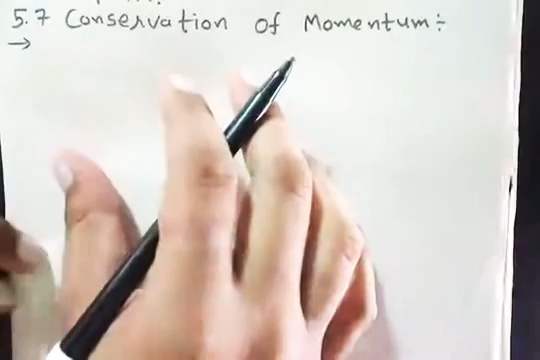 5.7 Conservation of Momentum ÷
→